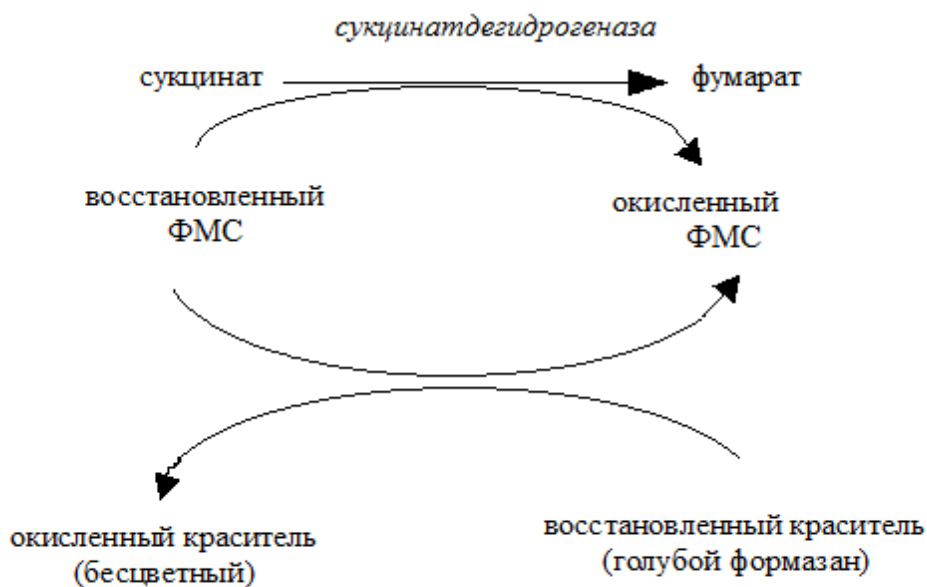 сукцинатдегидрогеназа
сукцинат
фумарат
восстановленный
ФМС
окисленный
ФМС
окисленный краситель
(бесцветный)
восстановленный краситель
(голубой формазан)